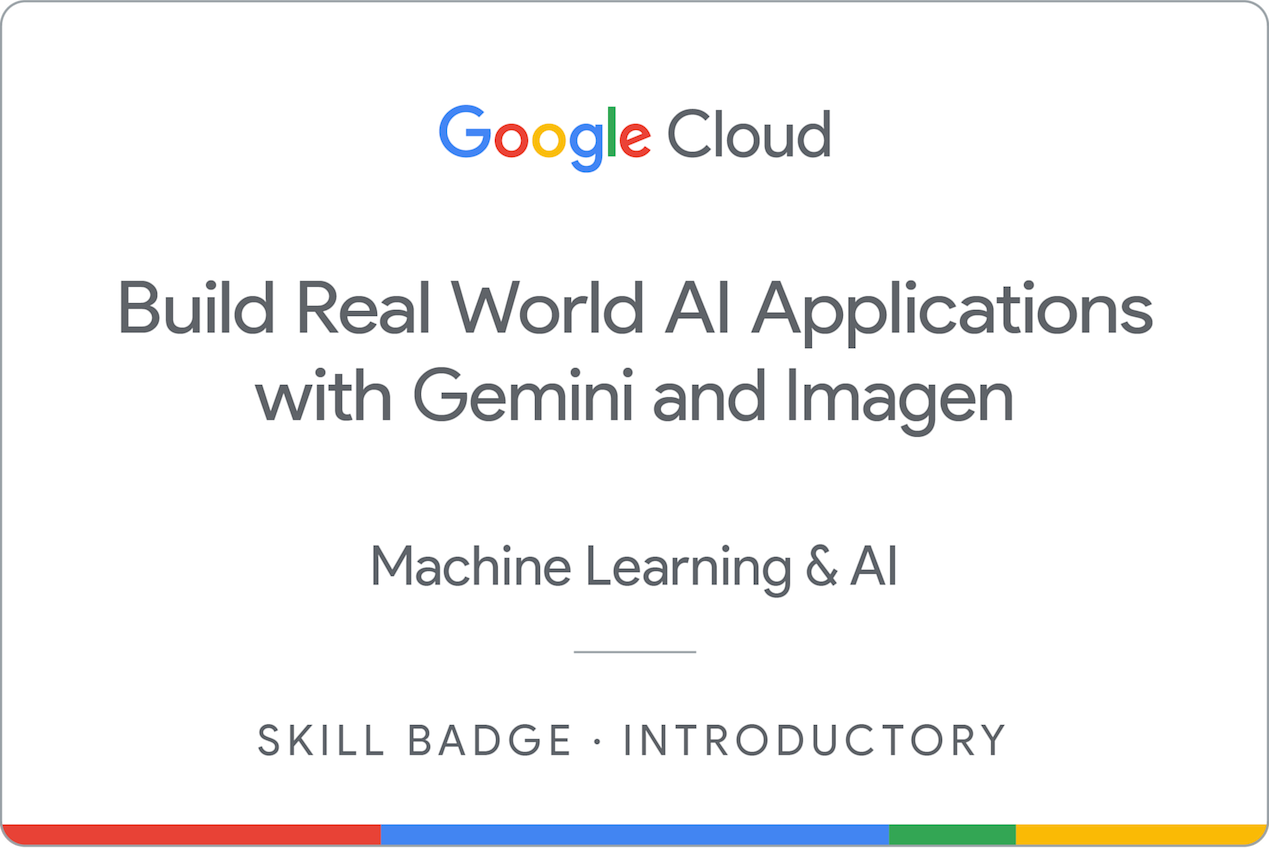 Google Cloud
Build Real World AI Applications
with Gemini and Imagen
Machine Learning & AI
SKILL BADGE · INTRODUCTORY